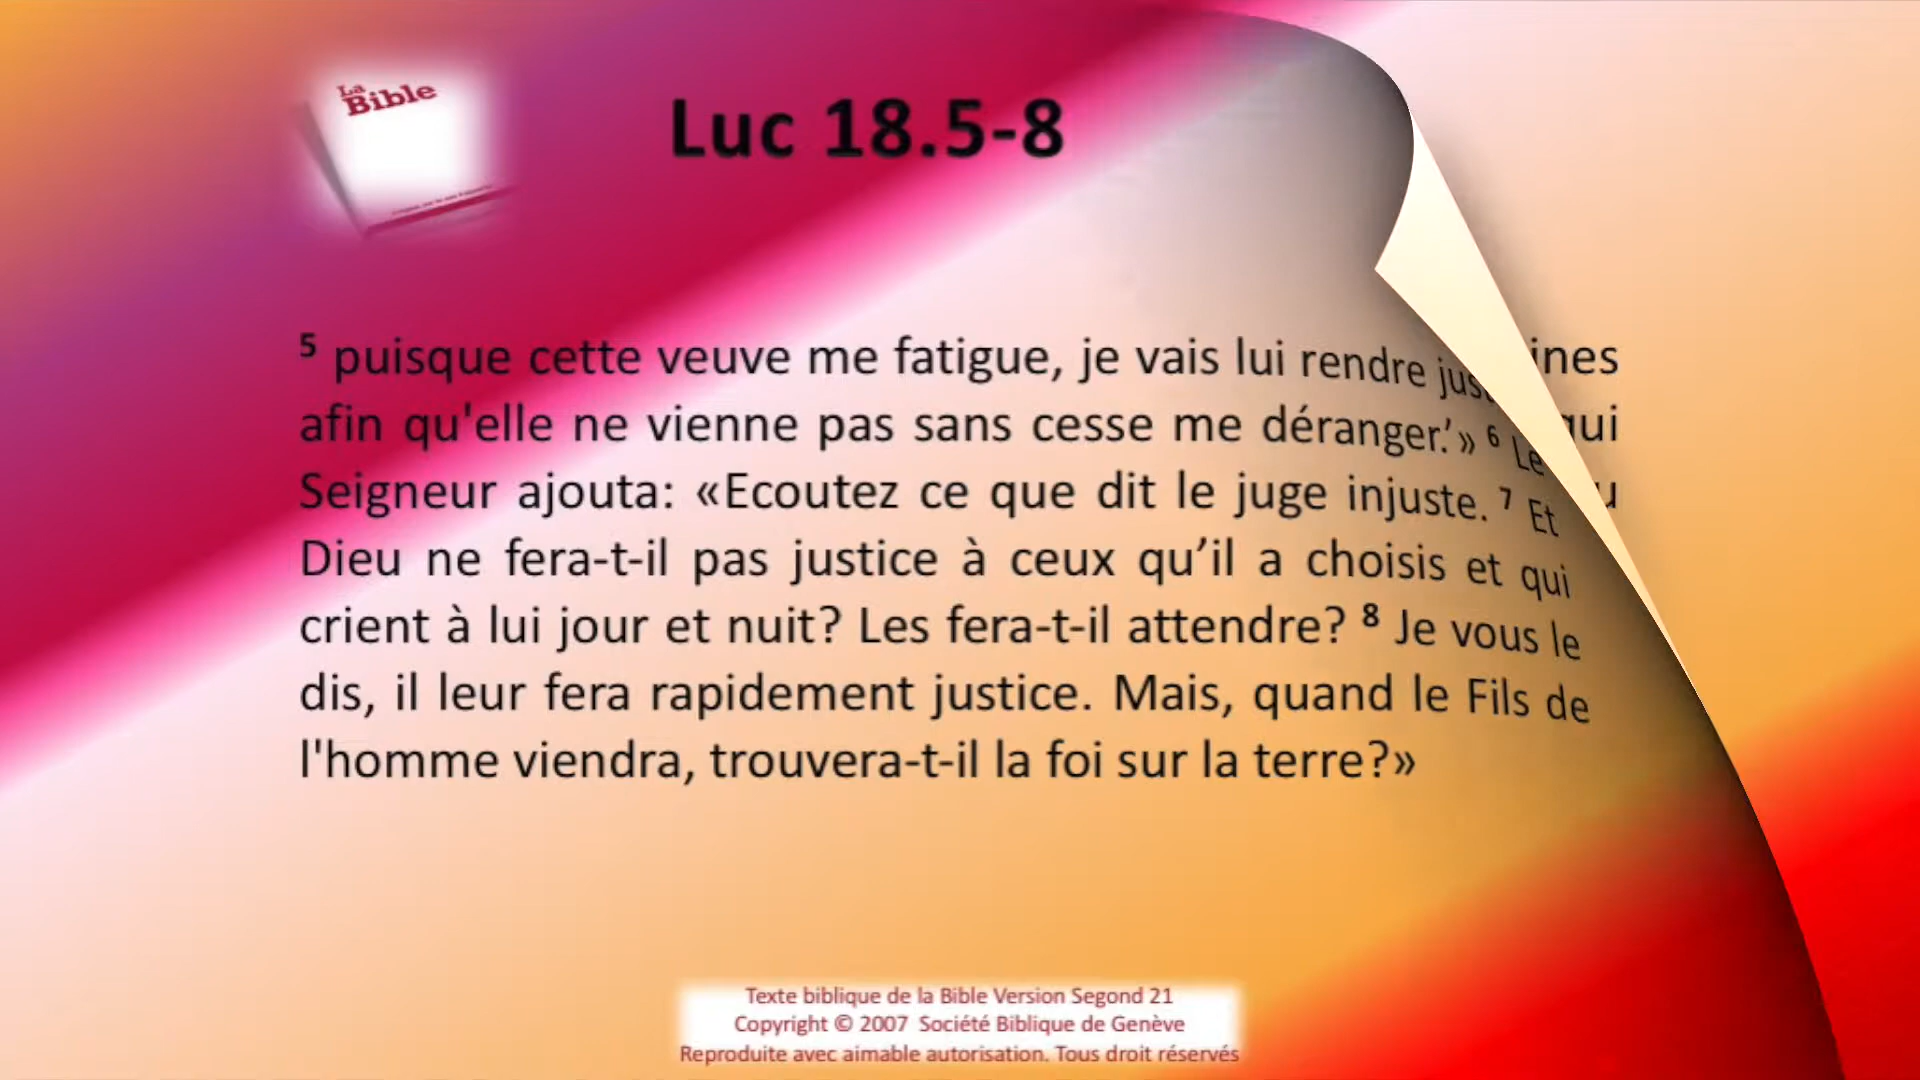 La
Bible
Luc 18.5-8
5 puisque cette veuve me fatigue, je vais lui rendre
afin qu'elle ne vienne pas sans cesse me déranger.'» 6 Le
Seigneur ajouta: «Ecoutez ce que dit le juge injuste. 7 Et
Dieu ne fera-t-il pas justice à ceux qu’il a choisis et qui
crient à lui jour et nuit? Les fera-t-il attendre? 8 Je vous le
dis, il leur fera rapidement justice. Mais, quand le Fils de
l'homme viendra, trouvera-t-il la foi sur la terre?»
Texte biblique de la Bible Version Segond 21
Copyright © 2007 Société Biblique de Genève
Reproduite avec aimable autorisation. Tous droit réservés